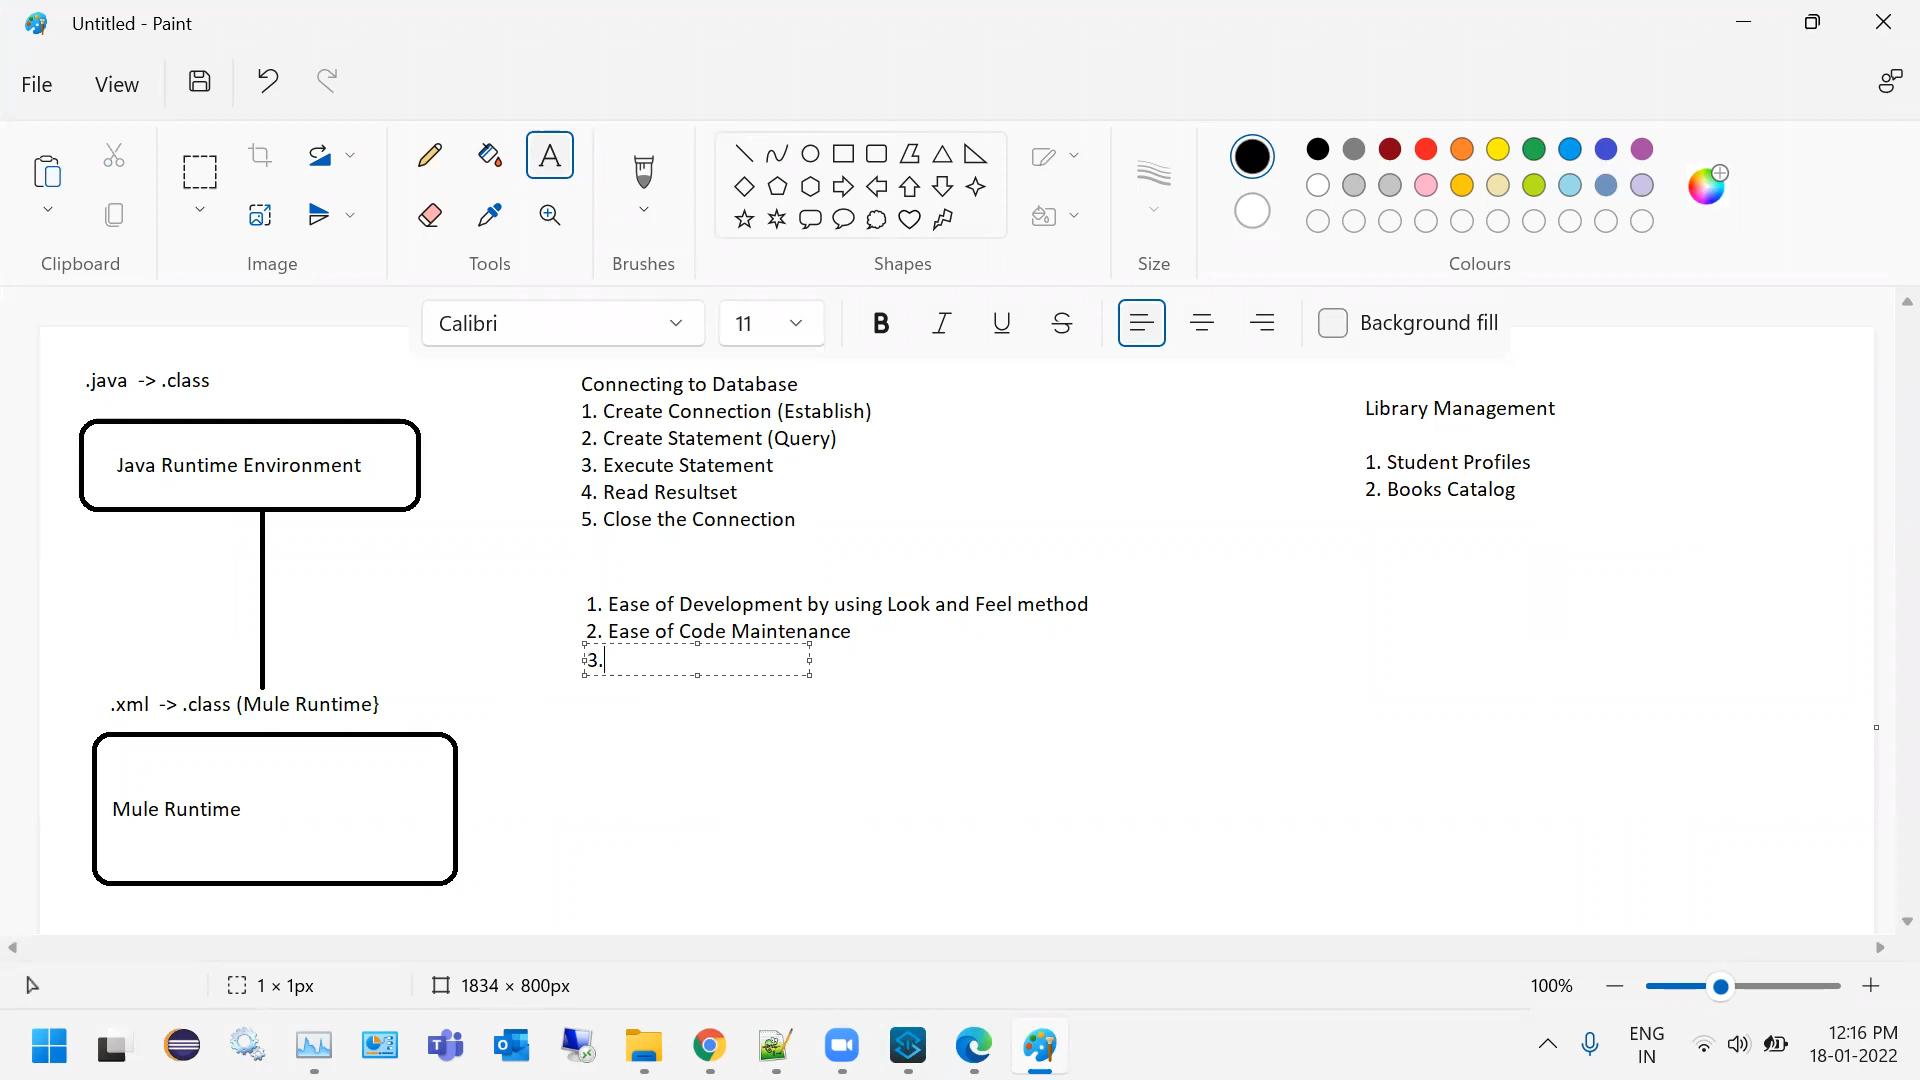 Untitled - Paint
File View
Clipboard
Image
Tools
Brushes
Shapes
Size
Colours
Calibri
11
B
Background fill
.java -> .class
Java Runtime Environment
.xml -> .class (Mule Runtime}
Mule Runtime
Connecting to Database
1. Create Connection (Establish)
2. Create Statement (Query)
3. Execute Statement
4. Read Resultset
5. Close the Connection
1. Ease of Development by using Look and Feel method
2. Ease of Code Maintenance
3.
Library Management
1. Student Profiles
2. Books Catalog
1 × 1px
1834 × 800px
100%
ENG
IN
12:16 PM
18-01-2022